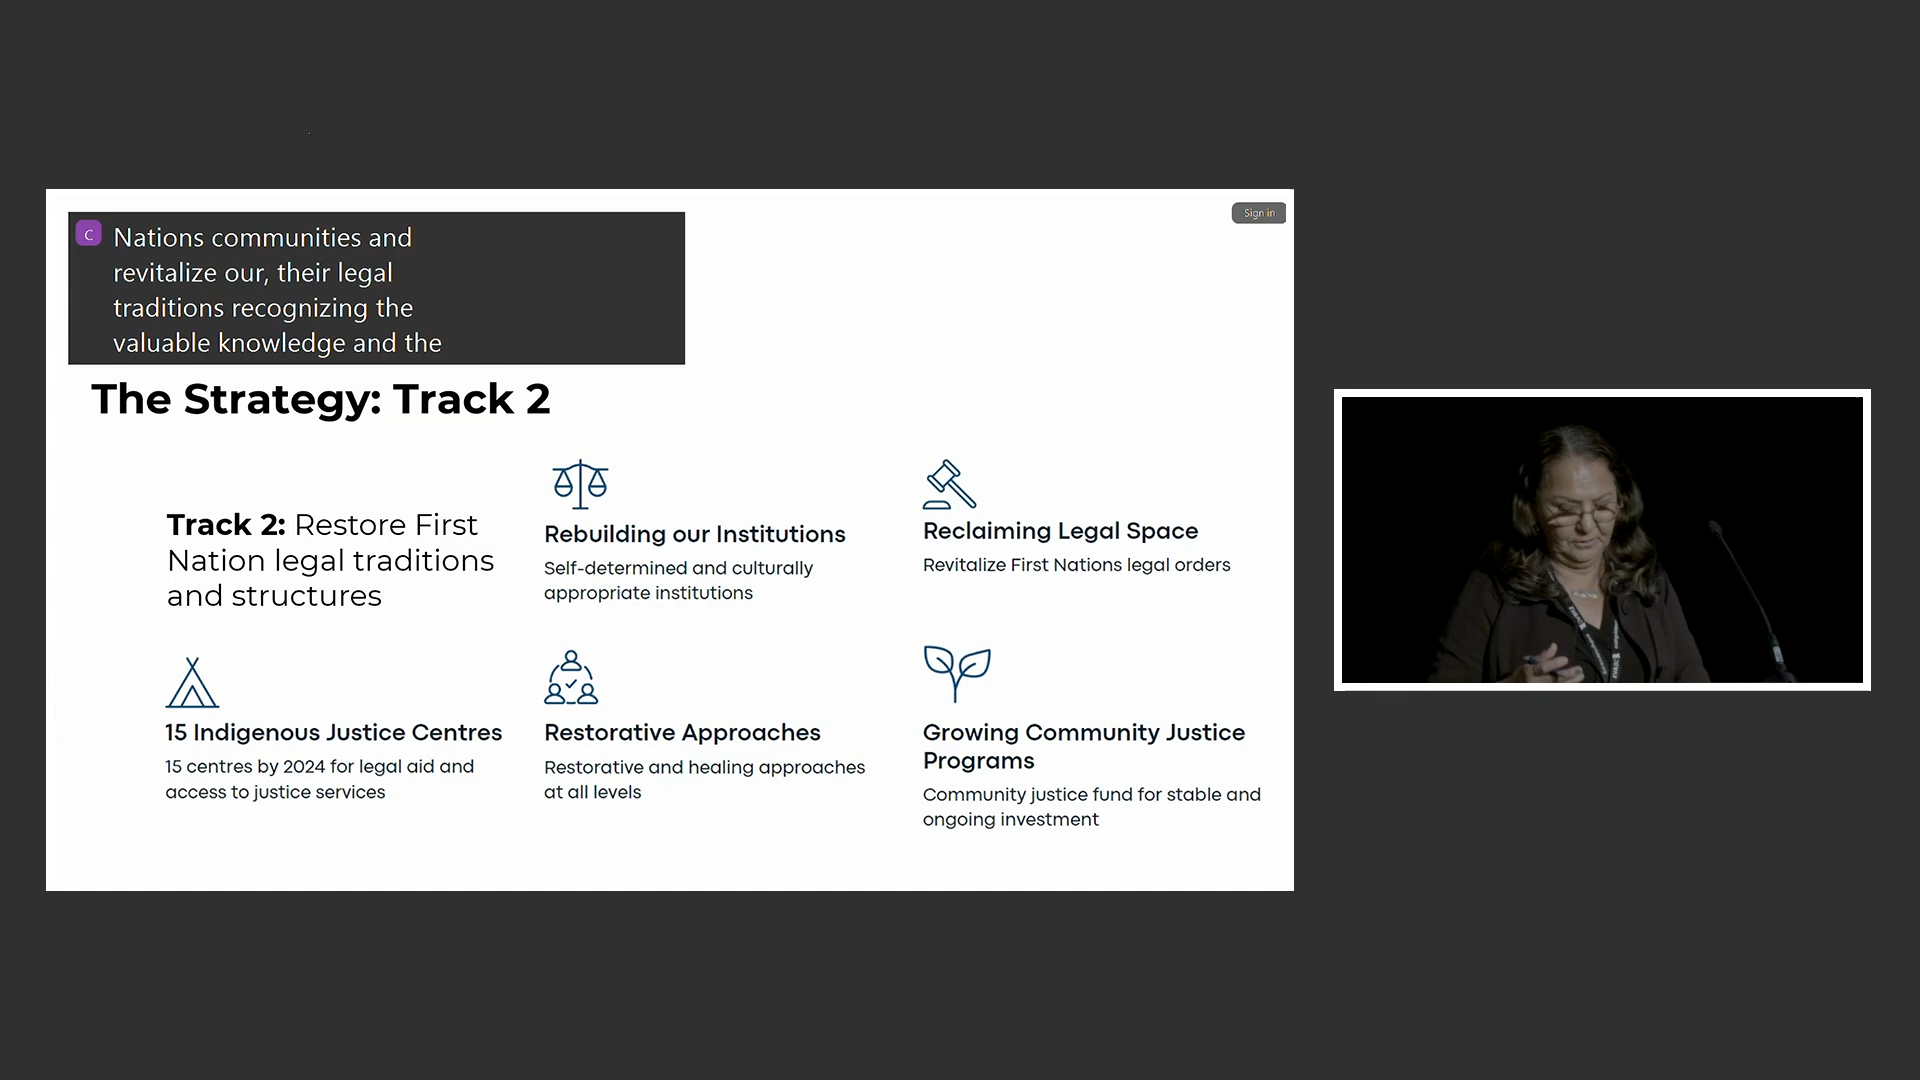 C
Nations communities and
revitalize our, their legal
traditions recognizing the
valuable knowledge and the
Sign in
The Strategy: Track 2
Track 2: Restore First
Nation legal traditions
and structures
Rebuilding our Institutions
Self-determined and culturally
appropriate institutions
Reclaiming Legal Space
Revitalize First Nations legal orders
15 Indigenous Justice Centres
15 centres by 2024 for legal aid and
access to justice services
Restorative Approaches
Restorative and healing approaches
at all levels
Growing Community Justice
Programs
Community justice fund for stable and
ongoing investment